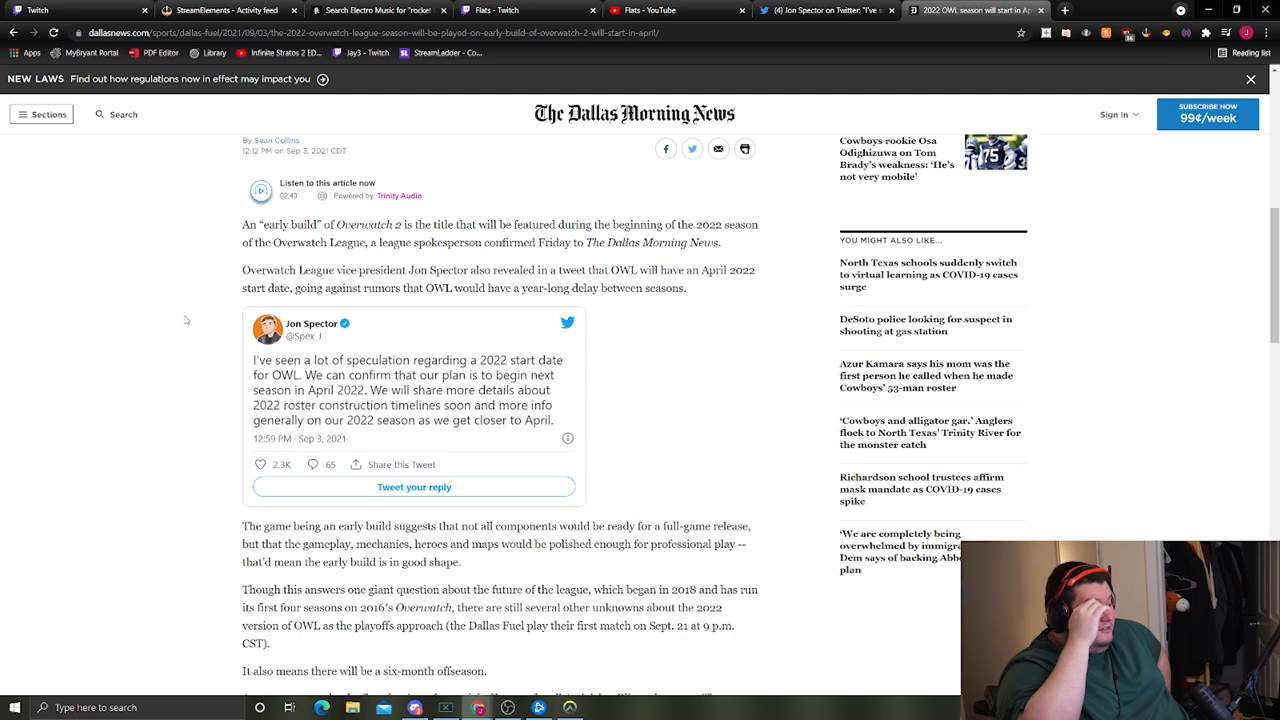 Twitch
StreamElements - Activity feed
Search Electro Music for "rocket
Flats - Twitch
Flats - YouTube
(4) Jon Spector on Twitter: "I've s
2022 OWL season will start in Ap
dallasnews.com/sports/dallas-fuel/2021/09/03/the-2022-overwatch-league-season-will-be-played-on-early-build-of-overwatch-2-will-start-in-april/
Apps
MyBryant Portal
PDF Editor
Library
Infinite Stratos 2 ED...
Jay3 - Twitch
StreamLadder - Co...
Reading list
NEW LAWS Find out how regulations now in effect may impact you
Sections
Search
The Dallas Morning News
Sign In
SUBSCRIBE NOW
99¢/week
By Sean Collins
12:12 PM on Sep 3, 2021 CDT
Listen to this article now
02:43
Powered by Trinity Audio
An “early build” of Overwatch 2 is the title that will be featured during the beginning of the 2022 season
of the Overwatch League, a league spokesperson confirmed Friday to The Dallas Morning News.
Overwatch League vice president Jon Spector also revealed in a tweet that OWL will have an April 2022
start date, going against rumors that OWL would have a year-long delay between seasons.
Jon Spector
@Spex_J
I've seen a lot of speculation regarding a 2022 start date
for OWL. We can confirm that our plan is to begin next
season in April 2022. We will share more details about
2022 roster construction timelines soon and more info
generally on our 2022 season as we get closer to April.
12:59 PM · Sep 3, 2021
2.3K
65
Share this Tweet
Tweet your reply
The game being an early build suggests that not all components would be ready for a full-game release,
but that the gameplay, mechanics, heroes and maps would be polished enough for professional play --
that’d mean the early build is in good shape.
Though this answers one giant question about the future of the league, which began in 2018 and has run
its first four seasons on 2016’s Overwatch, there are still several other unknowns about the 2022
version of OWL as the playoffs approach (the Dallas Fuel play their first match on Sept. 21 at 9 p.m.
CST).
It also means there will be a six-month offseason.
Cowboys rookie Osa
Odighizuwa on Tom
Brady’s weakness: ‘He’s
not very mobile’
YOU MIGHT ALSO LIKE...
North Texas schools suddenly switch
to virtual learning as COVID-19 cases
surge
DeSoto police looking for suspect in
shooting at gas station
Azur Kamara says his mom was the
first person he called when he made
Cowboys’ 53-man roster
‘Cowboys and alligator gar.’ Anglers
flock to North Texas’ Trinity River for
the monster catch
Richardson school trustees affirm
mask mandate as COVID-19 cases
spike
‘We are completely being
overwhelmed by
Dem says of backing
plan
Type here to search